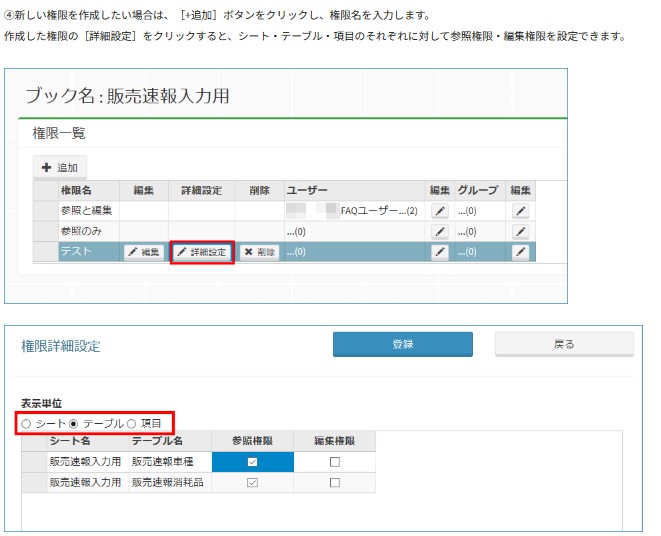 ④新しい権限を作成したい場合は、［+追加］ボタンをクリックし、権限名を入力します。
作成した権限の［詳細設定］をクリックすると、シート・テーブル・項目のそれぞれに対して参照権限・編集権限を設定できます。
ブック名 : 販売速報入力用
権限一覧
+ 追加
権限名 編集 詳細設定 削除 ユーザー 編集 グループ 編集
参照と編集 FAQユーザー...(2) ...(0)
参照のみ ...(0) ...(0)
テスト 編集 詳細設定 削除 ...(0) ...(0)
権限詳細設定 登録 戻る
表示単位
シート テーブル 項目
シート名 テーブル名 参照権限 編集権限
販売速報入力用 販売速報車種
販売速報入力用 販売速報消耗品